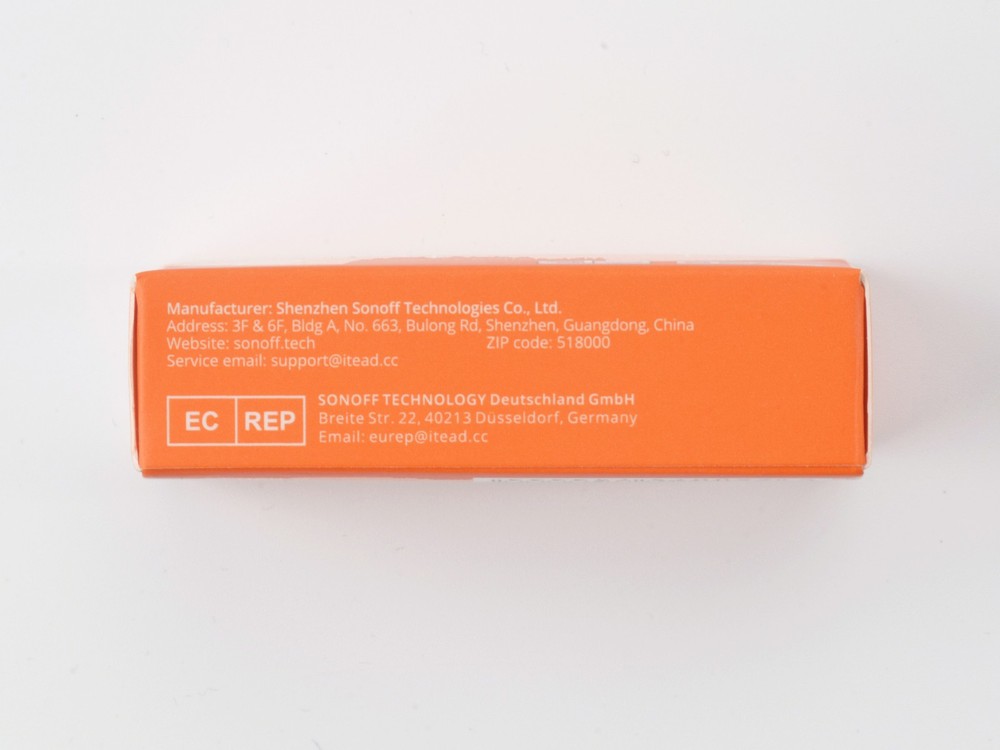 Manufacturer: Shenzhen Sonoff Technologies Co., Ltd.
Address: 3F & 6F, Bldg A, No. 663, Bulong Rd, Shenzhen, Guangdong, China
Website: sonoff.tech ZIP code: 518000
Service email: support@itead.cc
EC REP
SONOFF TECHNOLOGY Deutschland GmbH
Breite Str. 22, 40213 Düsseldorf, Germany
Email: eurep@itead.cc